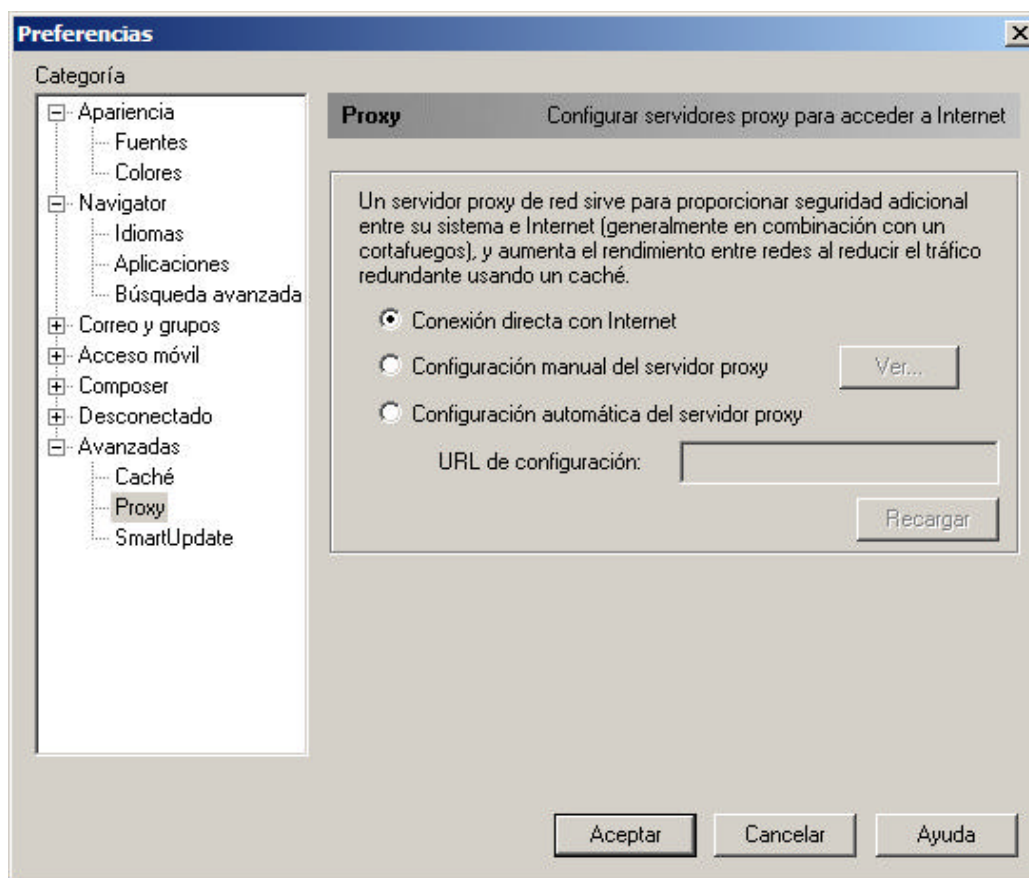 Preferencias
Categoría
Apariencia
Fuentes
Colores
Navigator
Idiomas
Aplicaciones
Búsqueda avanzada
Correo y grupos
Acceso móvil
Composer
Desconectado
Avanzadas
Caché
Proxy
SmartUpdate
Proxy Configurar servidores proxy para acceder a Internet
Un servidor proxy de red sirve para proporcionar seguridad adicional
entre su sistema e Internet (generalmente en combinación con un
cortafuegos), y aumenta el rendimiento entre redes al reducir el tráfico
redundante usando un caché.
Conexión directa con Internet
Configuración manual del servidor proxy Ver...
Configuración automática del servidor proxy
URL de configuración:
Recargar
Aceptar Cancelar Ayuda